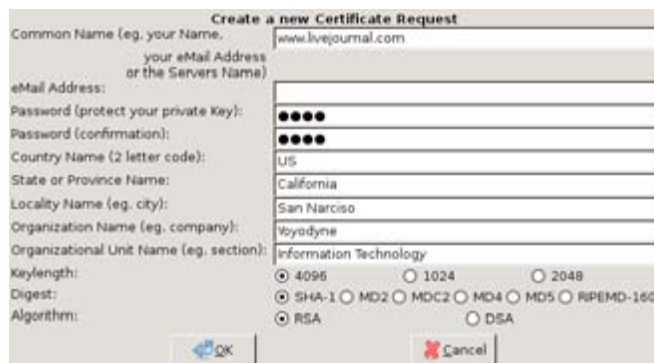 Create a new Certificate Request
Common Name (eg. your Name, www.livejournal.com
your eMail Address
or the Servers Name)
eMail Address:
Password (protect your private Key): ●●●●
Password (confirmation): ●●●●
Country Name (2 letter code): US
State or Province Name: California
Locality Name (eg. city): San Narciso
Organization Name (eg. company): Yoyodyne
Organizational Unit Name (eg. section): Information Technology
Keylength: 4096 1024 2048
Digest: SHA-1 MD2 MDC2 MD4 MD5 RIPEMD-160
Algorithm: RSA DSA
OK Cancel